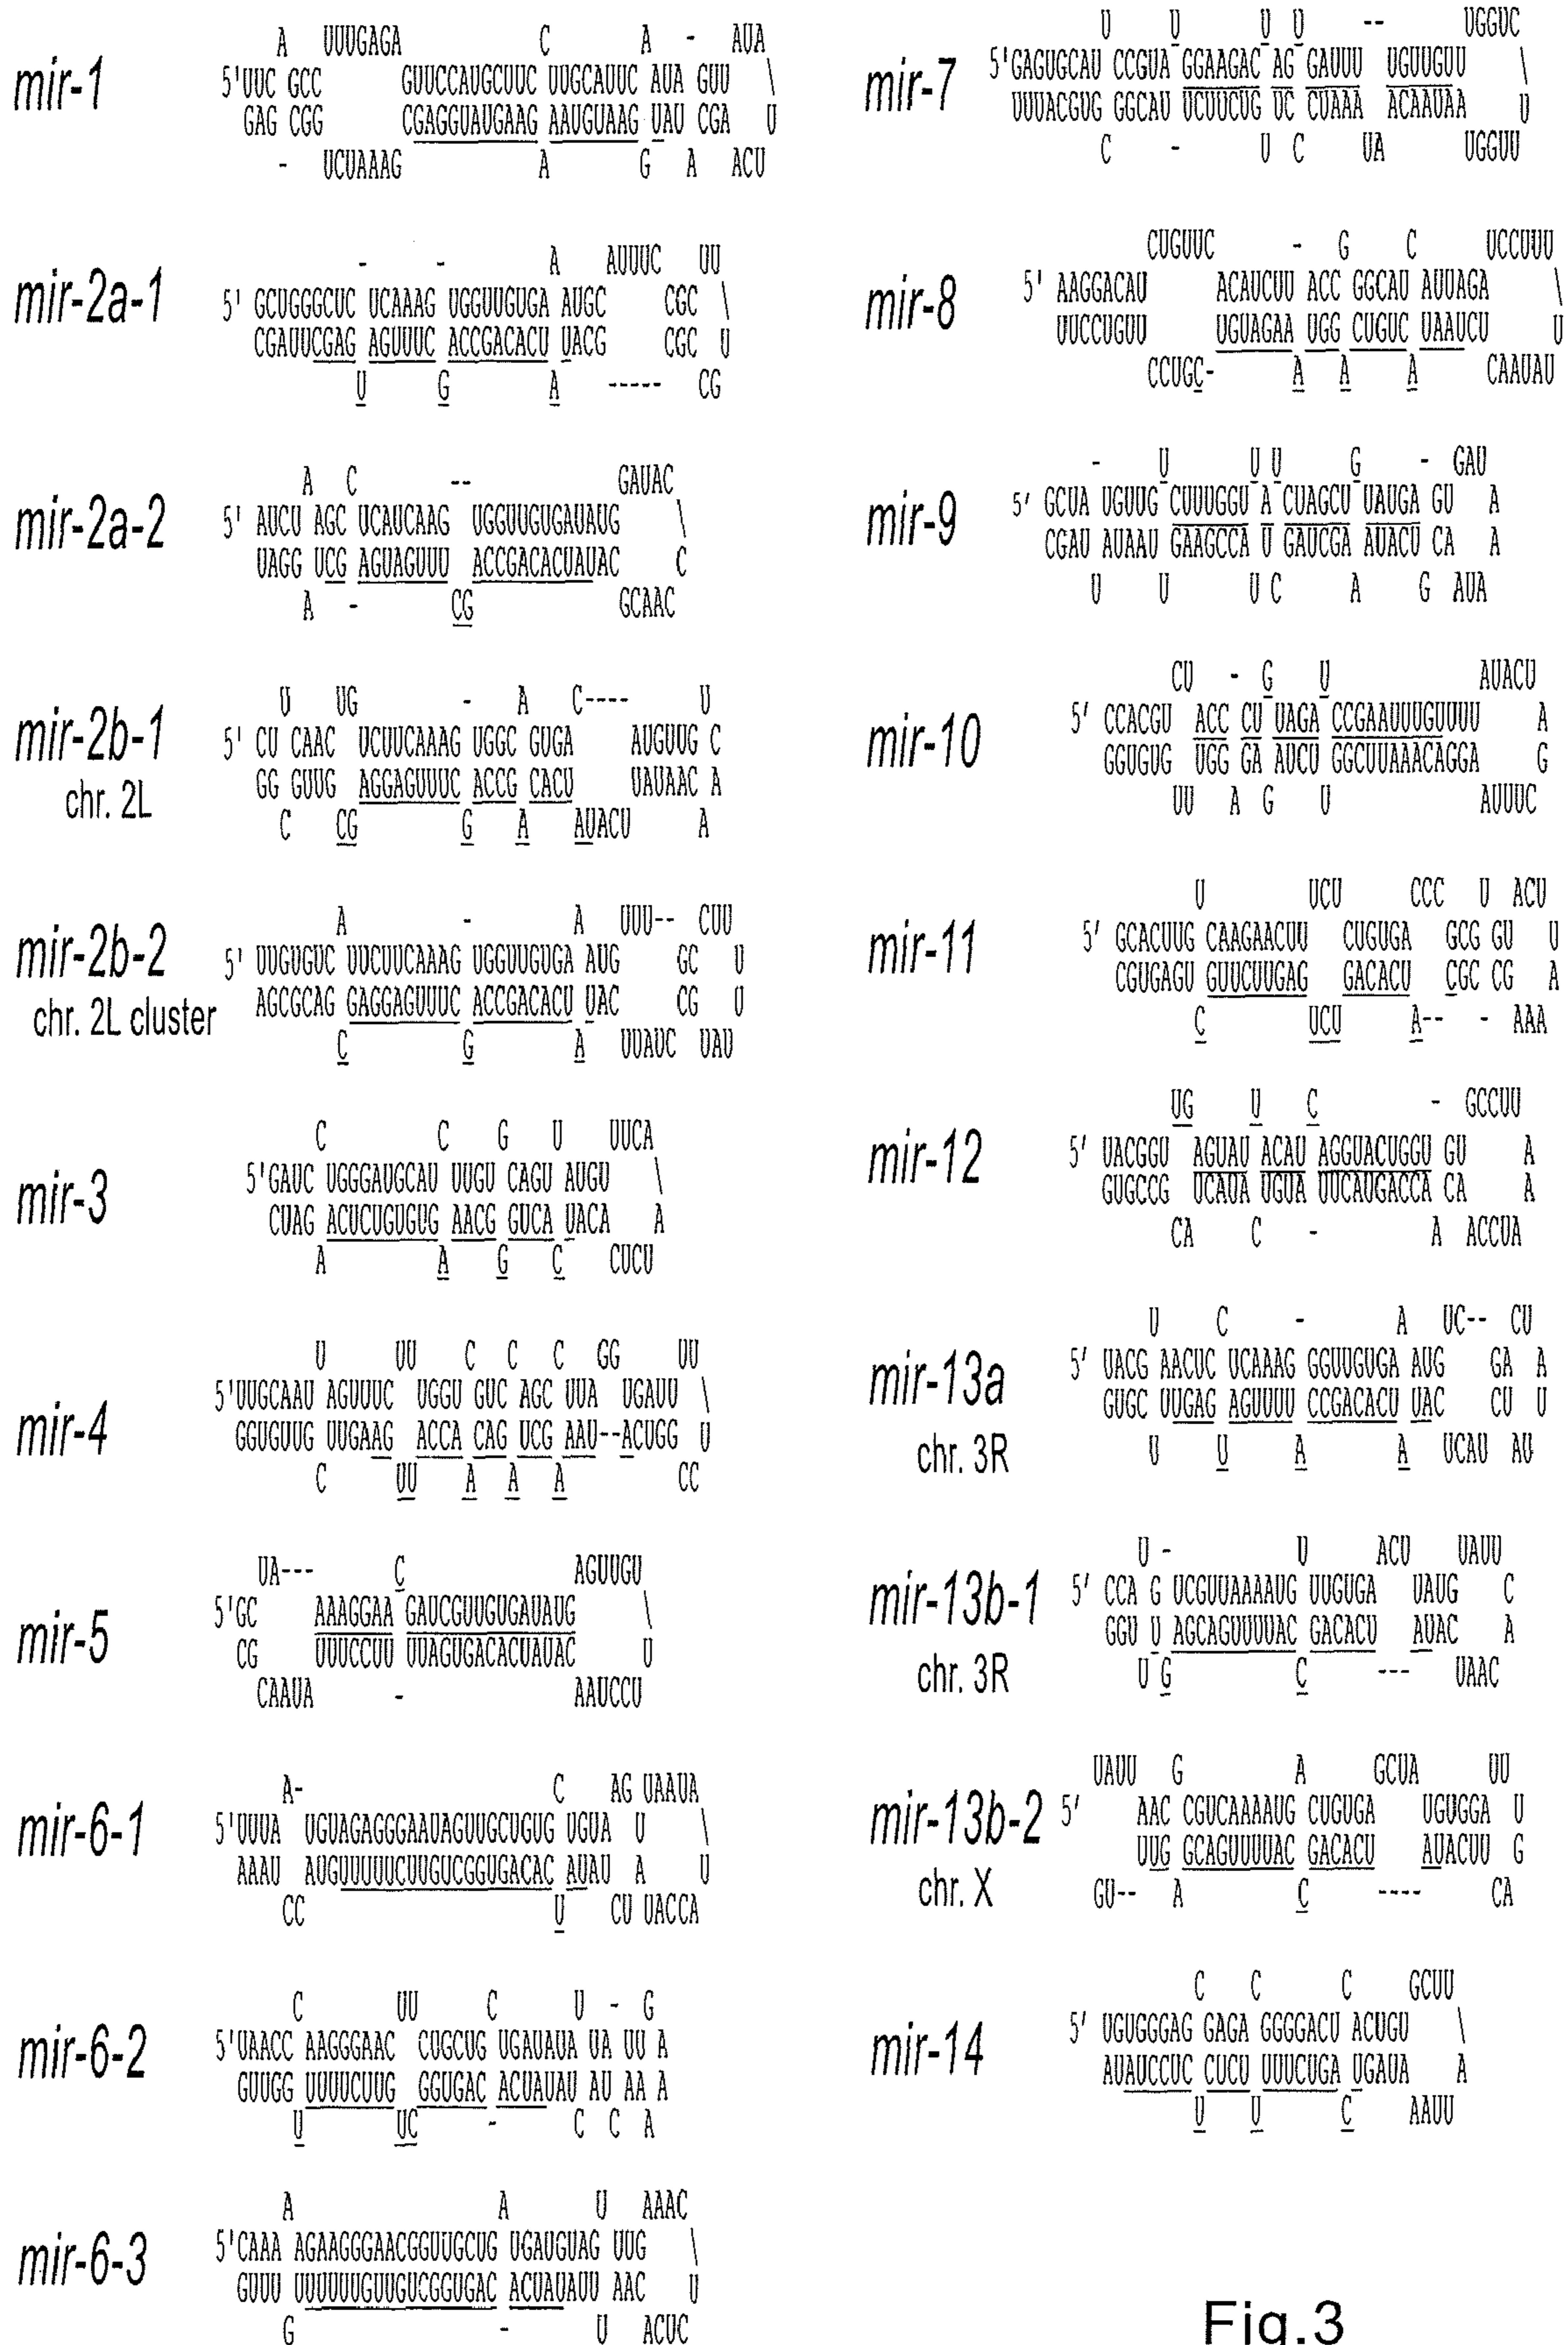 mir-1
A UUUGAGA C A - AUA
5'UUC GCC GUUCCAUGCUUC UUGCAUUC AUA GUU \
GAG CGG CGAGGUAUGAAG AAUGUAAG UAU CGA U
- UCUAAAG A G A ACU
mir-2a-1
- - A AUUUC UU
5' GCUGGGCUC UCAAAG UGGUUGUGA AUGC CGC \
CGAUUCGAG AGUUUC ACCGACACU UACG CGC U
U G A ----- CG
mir-2a-2
A C -- GAUAC
5' AUCU AGC UCAUCAAG UGGUUGUGAUAUG \
UAGG UCG AGUAGUUU ACCGACACUAUAC C
A - CG GCAAC
mir-2b-1
chr. 2L
U UG - A C---- U
5' CU CAAC UCUUCAAAG UGGC GUGA AUGUUG C
GG GUUG AGGAGUUUC ACCG CACU UAUAAC A
C CG G A AUACU A
mir-2b-2
chr. 2L cluster
A - A UUU-- CUU
5' UUGUGUC UUCUUCAAAG UGGUUGUGA AUG GC U
AGCGCAG GAGGAGUUUC ACCGACACU UAC CG U
C G A UUAUC UAU
mir-3
C C G U UUCA
5'GAUC UGGGAUGCAU UUGU CAGU AUGU \
CUAG ACUCUGUGUG AACG GUCA UACA A
A A G C CUCU
mir-4
U UU C C C GG UU
5'UUGCAAU AGUUUC UGGU GUC AGC UUA UGAUU \
GGUGUUG UUGAAG ACCA CAG UCG AAU--ACUGG U
C UU A A A CC
mir-5
UA--- C AGUUGU
5'GC AAAGGAA GAUCGUUGUGAUAUG \
CG UUUCCUU UUAGUGACACUAUAC U
CAAUA - AAUCCU
mir-6-1
A- C AG UAAUA
5'UUUA UGUAGAGGGAAUAGUUGCUGUG UGUA U \
AAAU AUGUUUUUCUUGUCGGUGACAC AUAU A U
CC U CU UACCA
mir-6-2
C UU C U - G
5'UAACC AAGGGAAC CUGCUG UGAUAUA UA UU A
GUUGG UUUUCUUG GGUGAC ACUAUAU AU AA A
U UC - C C A
mir-6-3
A A U AAAC
5'CAAA AGAAGGGAACGGUUGCUG UGAUGUAG UUG \
GUUU UUUUUUGUUGUCGGUGAC ACUAUAUU AAC U
G - U ACUC
mir-7
U U U U -- UGGUC
5'GAGUGCAU CCGUA GGAAGAC AG GAUUU UGUUGUU \
UUUACGUG GGCAU UCUUCUG UC CUAAA ACAAUAA U
C - U C UA UGGUU
mir-8
CUGUUC - G C UCCUUU
5' AAGGACAU ACAUCUU ACC GGCAU AUUAGA \
UUCCUGUU UGUAGAA UGG CUGUC UAAUCU U
CCUGC- A A A CAAUAU
mir-9
- U U U G - GAU
5' GCUA UGUUG CUUUGGU A CUAGCU UAUGA GU A
CGAU AUAAU GAAGCCA U GAUCGA AUACU CA A
U U U C A G AUA
mir-10
CU - G U AUACU
5' CCACGU ACC CU UAGA CCGAAUUUGUUUU A
GGUGUG UGG GA AUCU GGCUUAAACAGGA G
UU A G U AUUUC
mir-11
U UCU CCC U ACU
5' GCACUUG CAAGAACUU CUGUGA GCG GU U
CGUGAGU GUUCUUGAG GACACU CGC CG A
C UCU A-- - AAA
mir-12
UG U C - GCCUU
5' UACGGU AGUAU ACAU AGGUACUGGU GU A
GUGCCG UCAUA UGUA UUCAUGACCA CA A
CA C - A ACCUA
mir-13a
chr. 3R
U C - A UC-- CU
5' UACG AACUC UCAAAG GGUUGUGA AUG GA A
GUGC UUGAG AGUUUU CCGACACU UAC CU U
U U A A UCAU AU
mir-13b-1
chr. 3R
U - U ACU UAUU
5' CCA G UCGUUAAAAUG UUGUGA UAUG C
GGU U AGCAGUUUUAC GACACU AUAC A
U G C --- UAAC
mir-13b-2
chr. X
UAUU G A GCUA UU
5' AAC CGUCAAAAUG CUGUGA UGUGGA U
UUG GCAGUUUUAC GACACU AUACUU G
GU-- A C ---- CA
mir-14
C C C GCUU
5' UGUGGGAG GAGA GGGGACU ACUGU \
AUAUCCUC CUCU UUUCUGA UGAUA A
U U C AAUU
Fig.3